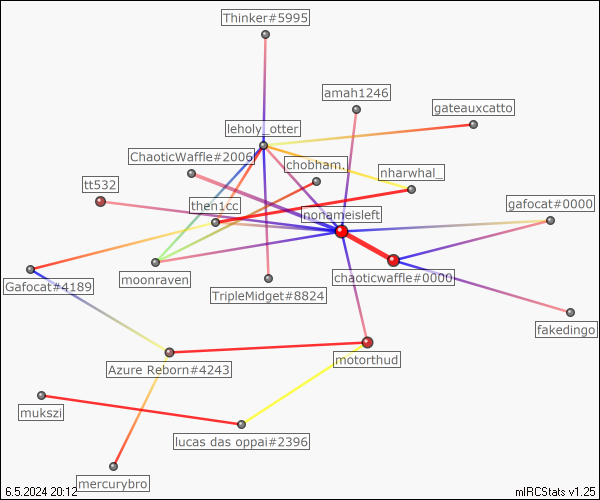 Thinker#5995
amah1246
gateauxcatto
leholy_otter
ChaoticWaffle#2006
chobham.
nharwhal_
tt532
then1cc
gafocat#0000
nonameisleft
Gafocat#4189
moonraven
TripleMidget#8824
chaoticwaffle#0000
fakedingo
Azure Reborn#4243
motorthud
mukszi
lucas das oppai#2396
mercurybro
6.5.2024 20:12
mIRCStats v1.25